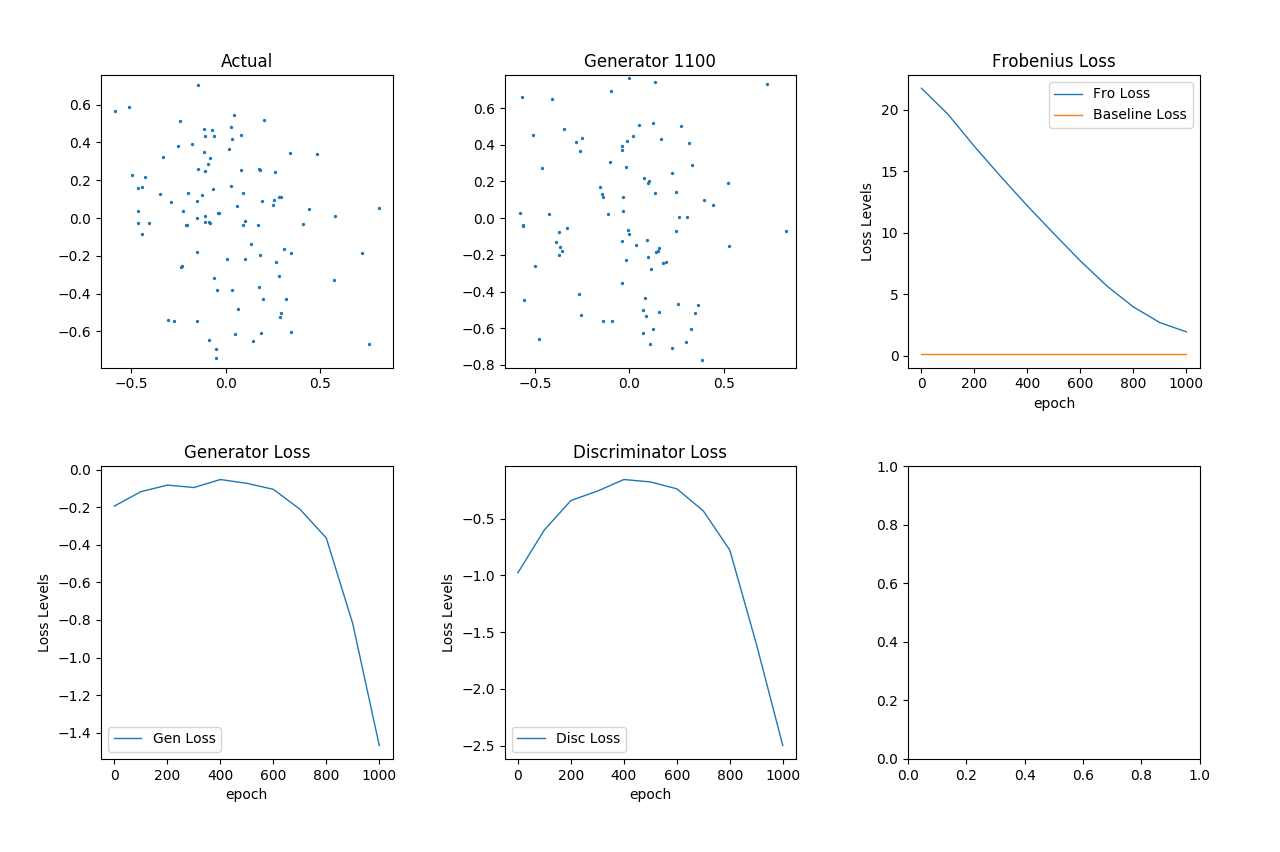 Actual
0.6
0.4
0.2
0.0
−0.2
−0.4
−0.6
−0.5 0.0 0.5
Generator 1100
0.6
0.4
0.2
0.0
−0.2
−0.4
−0.6
−0.8
−0.5 0.0 0.5
Frobenius Loss
Fro Loss
Baseline Loss
Loss Levels
20
15
10
5
0
0 200 400 600 800 1000
epoch
Generator Loss
Loss Levels
0.0
−0.2
−0.4
−0.6
−0.8
−1.0
−1.2
−1.4
Gen Loss
0 200 400 600 800 1000
epoch
Discriminator Loss
Loss Levels
−0.5
−1.0
−1.5
−2.0
−2.5
Disc Loss
0 200 400 600 800 1000
epoch
1.0
0.8
0.6
0.4
0.2
0.0
0.0 0.2 0.4 0.6 0.8 1.0